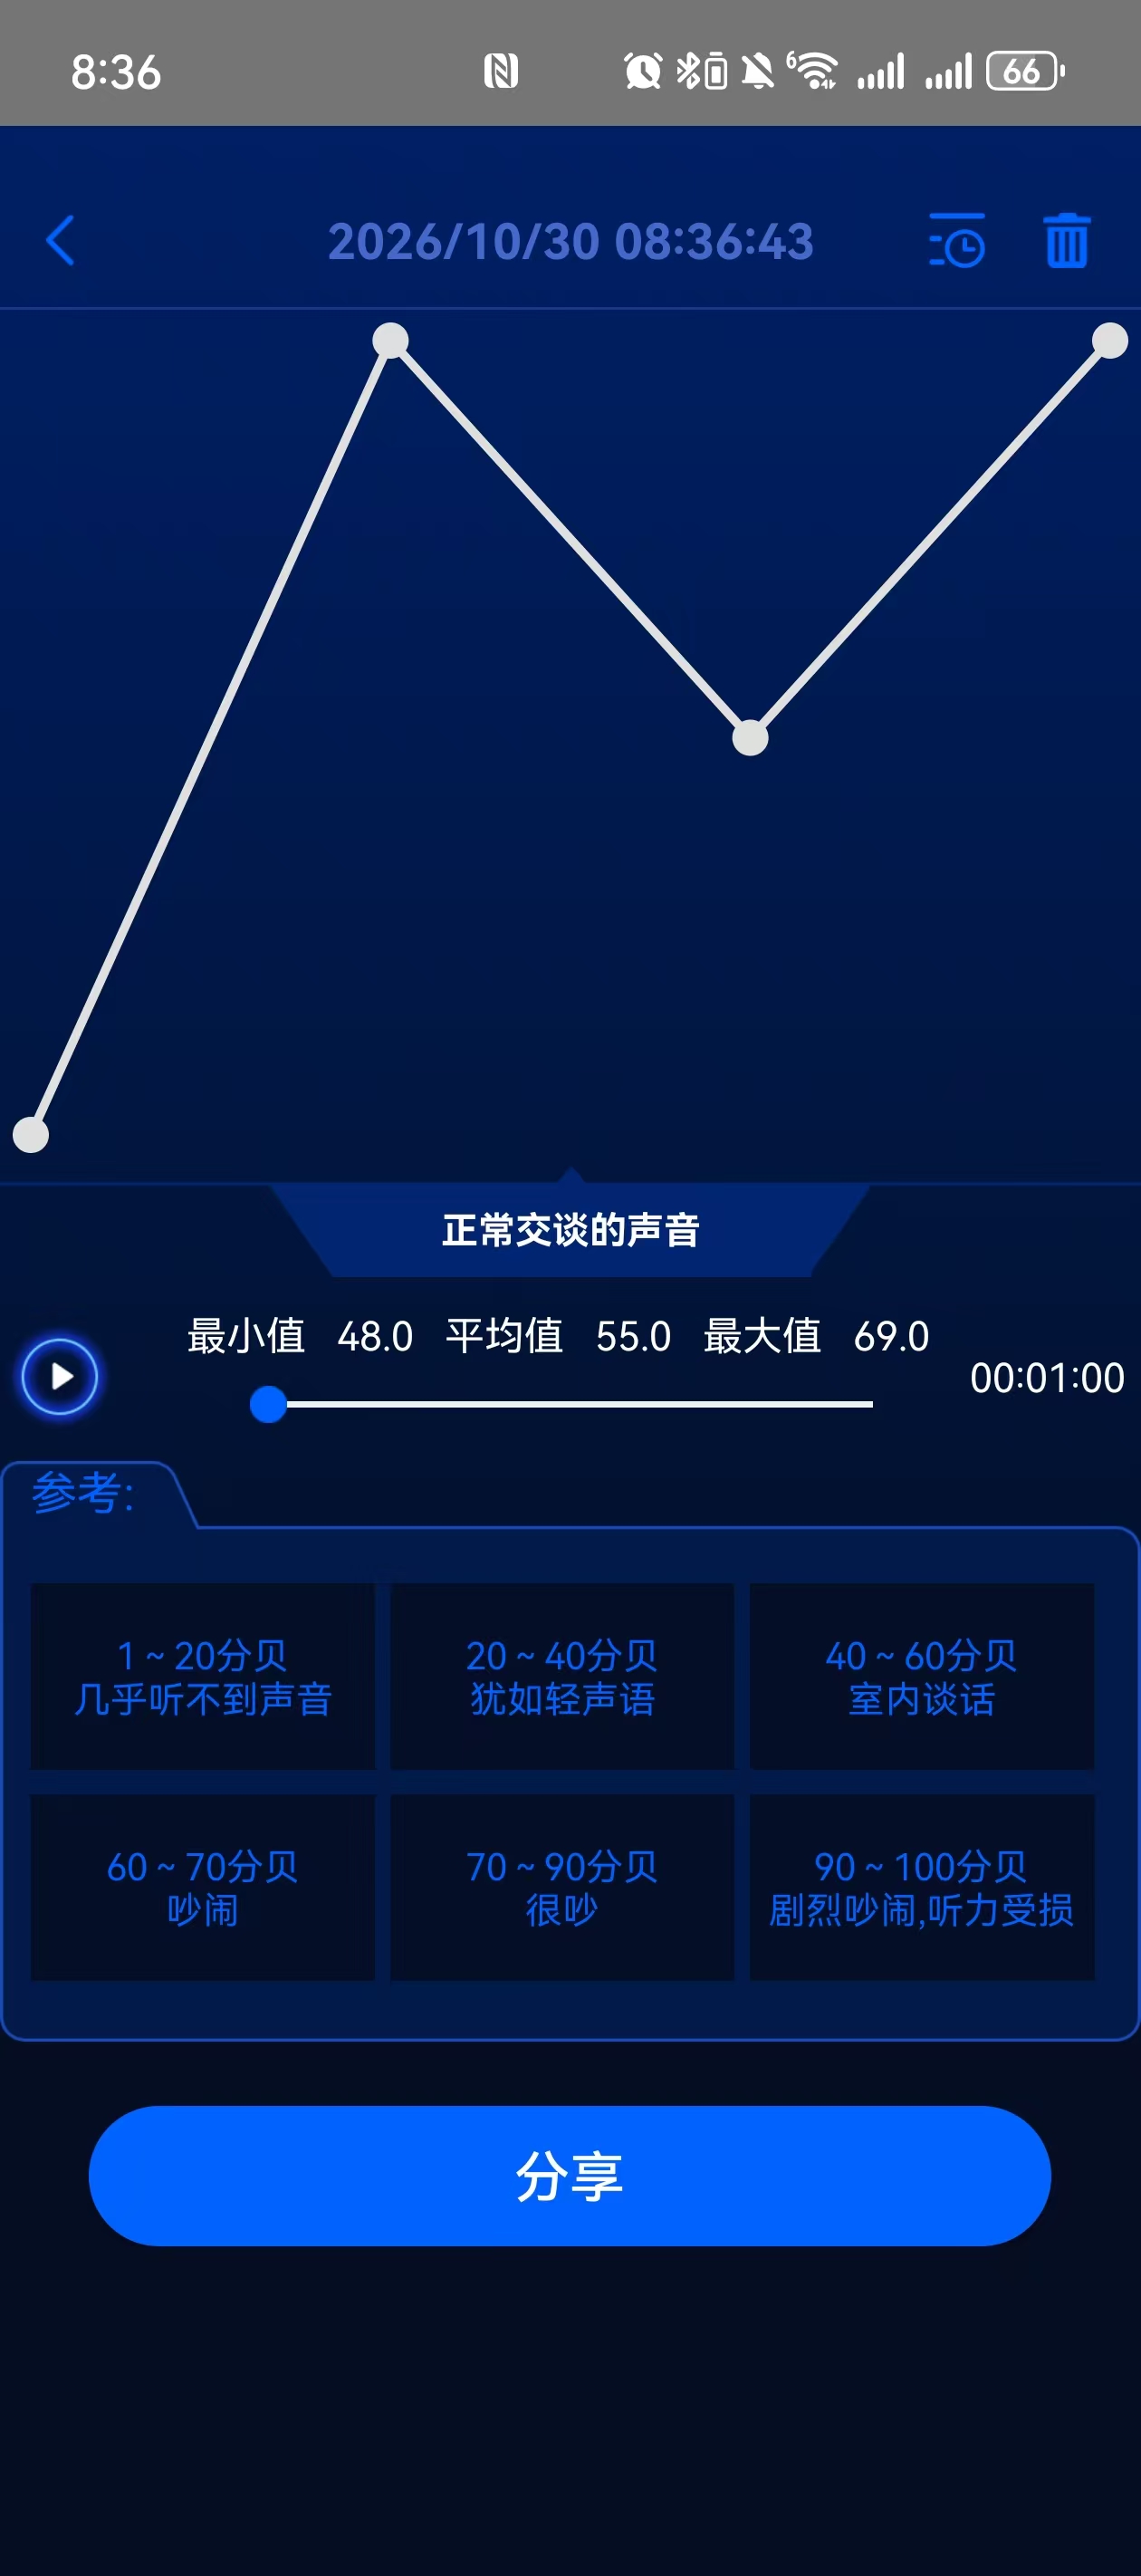 8:36
66
2026/10/30 08:36:43
正常交谈的声音
最小值 48.0 平均值 55.0 最大值 69.0
00:01:00
参考:
1 ~ 20分贝
几乎听不到声音
20 ~ 40分贝
犹如轻声语
40 ~ 60分贝
室内谈话
60 ~ 70分贝
吵闹
70 ~ 90分贝
很吵
90 ~ 100分贝
剧烈吵闹,听力受损
分享